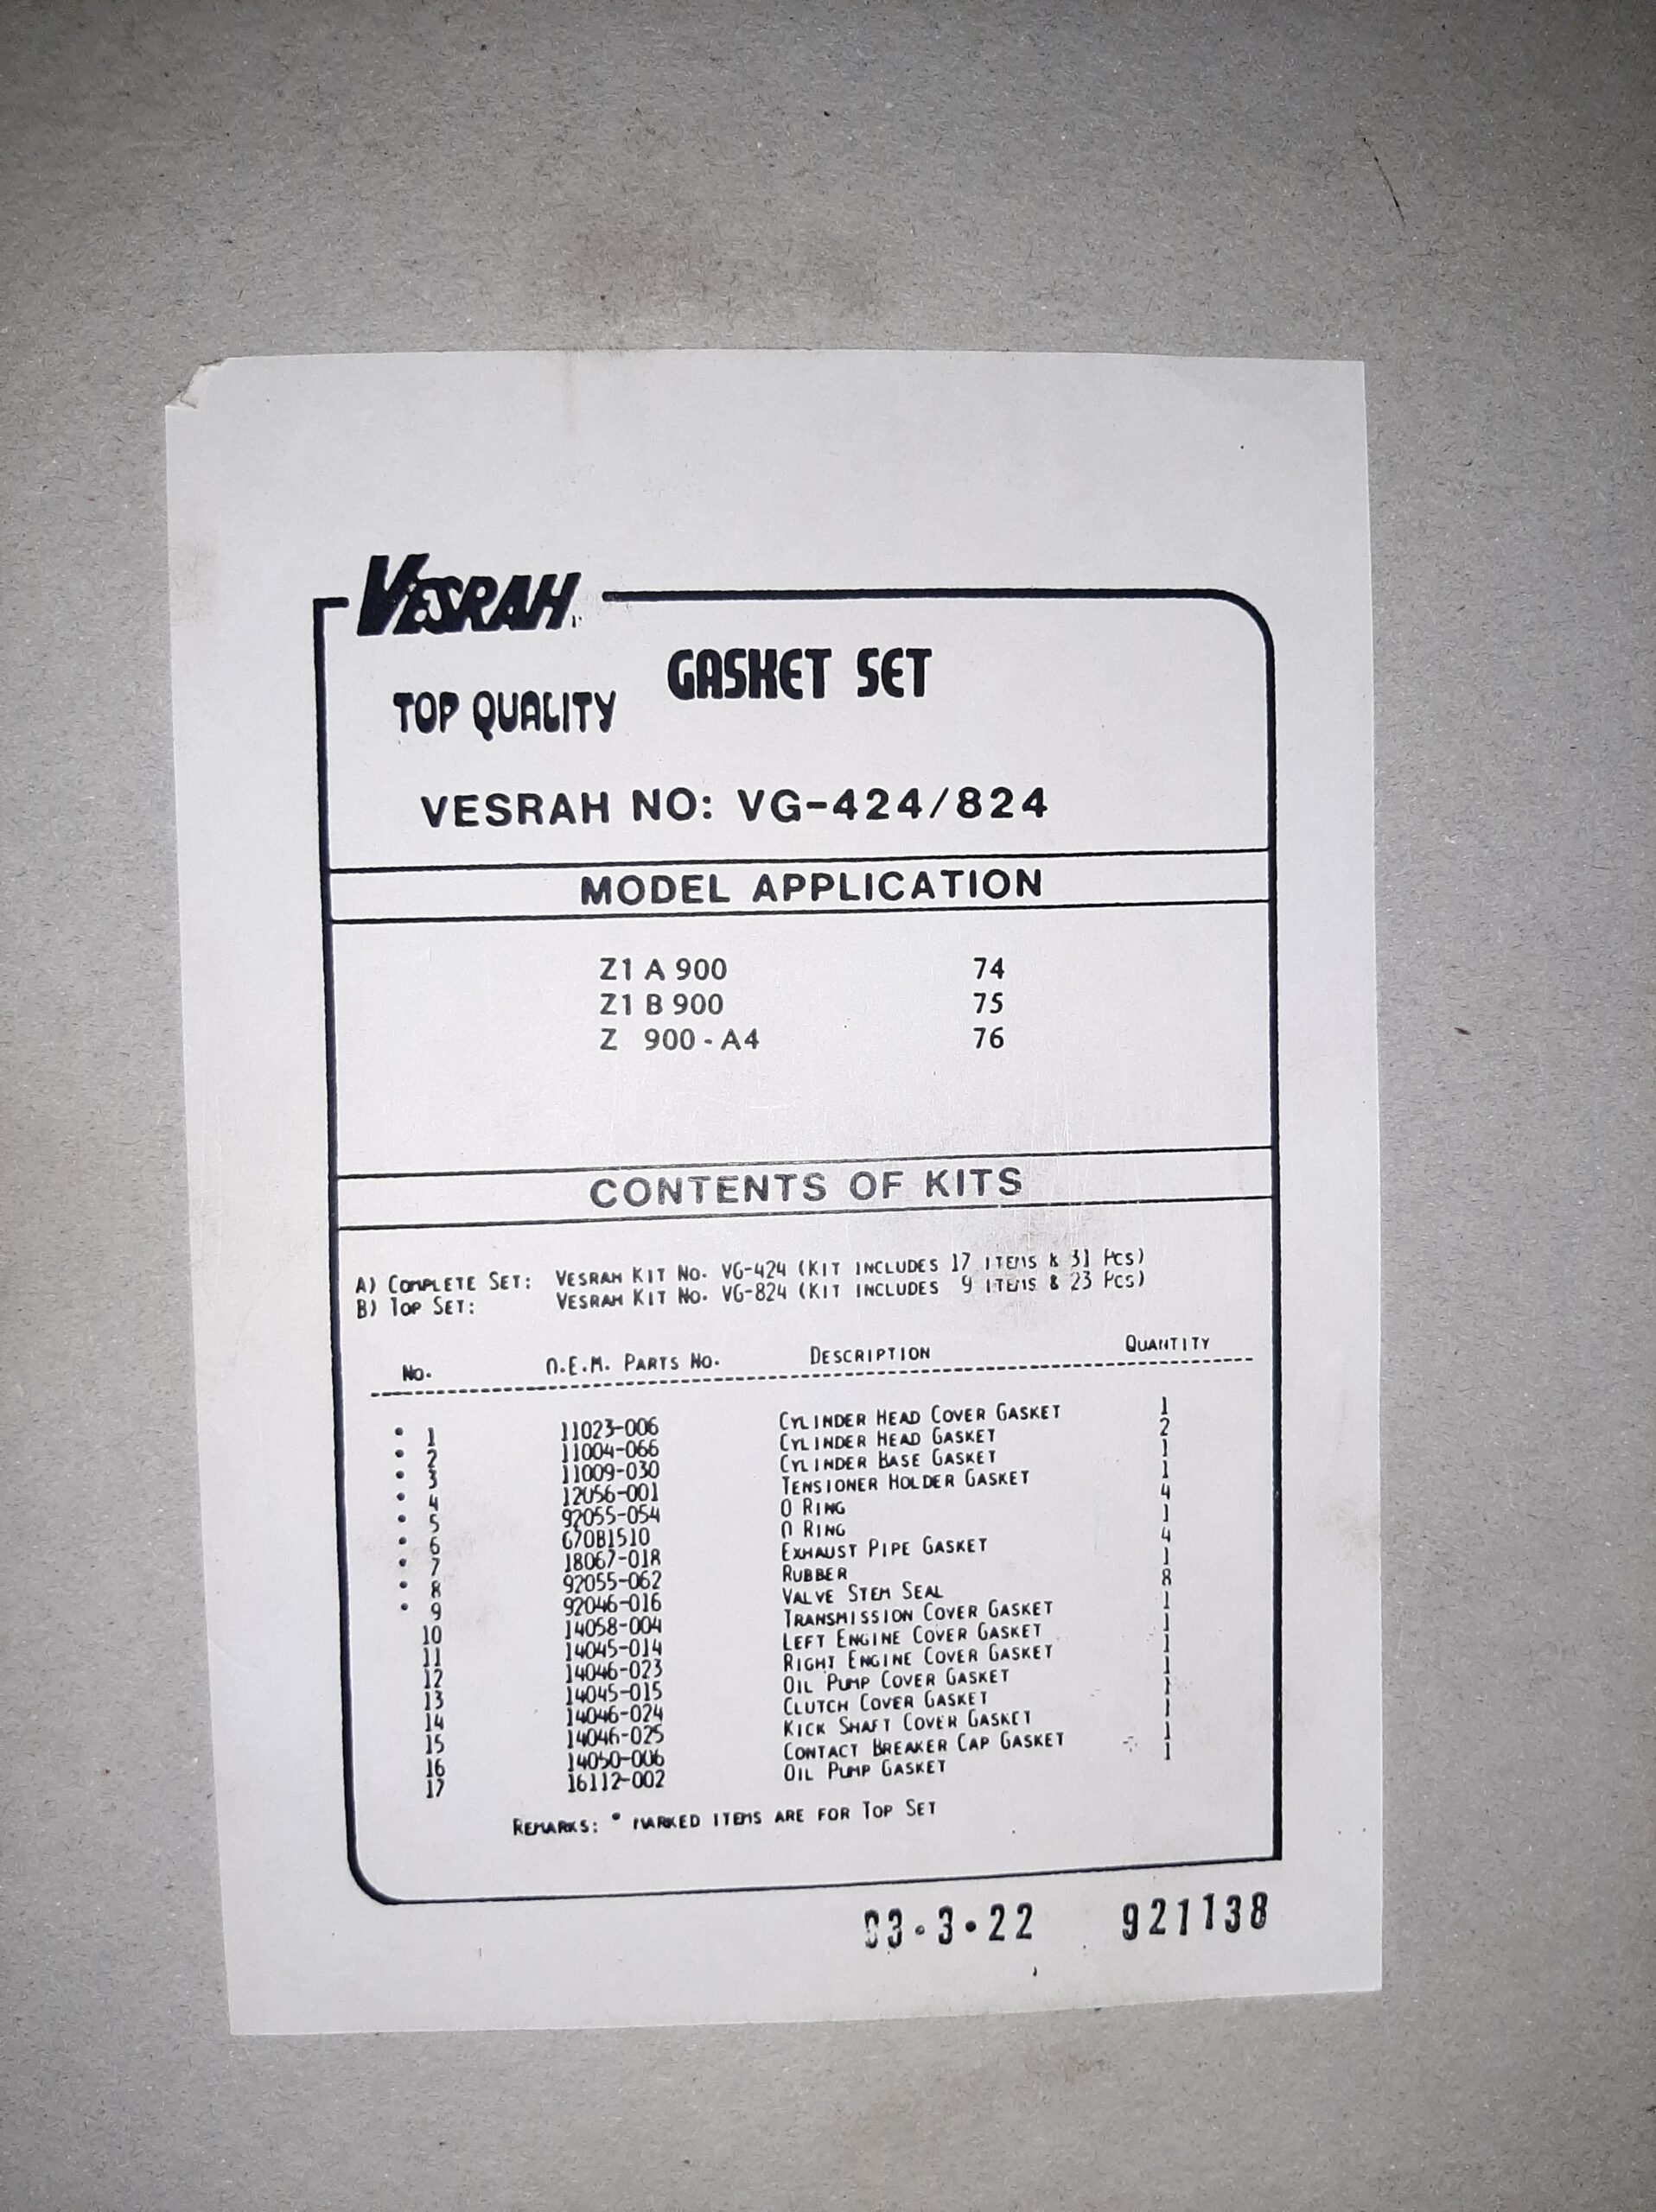 VESRAH
GASKET SET
TOP QUALITY
VESRAH NO: VG-424/824
MODEL APPLICATION
Z1 A 900 74
Z1 B 900 75
Z 900 - A4 76
CONTENTS OF KITS
A) COMPLETE SET: VESRAH KIT NO. VG-424 (KIT INCLUDES 17 ITEMS & 31 PCS)
B) TOP SET: VESRAH KIT NO. VG-824 (KIT INCLUDES 9 ITEMS & 23 PCS)
NO. O.E.M. PARTS NO. DESCRIPTION QUANTITY
• 1 11023-006 CYLINDER HEAD COVER GASKET 1
• 2 11004-066 CYLINDER HEAD GASKET 2
• 3 11009-030 CYLINDER BASE GASKET 1
• 4 12056-001 TENSIONER HOLDER GASKET 1
• 5 92055-054 O RING 4
• 6 670B1510 O RING 1
• 7 18067-018 EXHAUST PIPE GASKET 4
• 8 92055-062 RUBBER 1
• 9 92046-016 VALVE STEM SEAL 8
10 14058-004 TRANSMISSION COVER GASKET 1
11 14045-014 LEFT ENGINE COVER GASKET 1
12 14046-023 RIGHT ENGINE COVER GASKET 1
13 14045-015 OIL PUMP COVER GASKET 1
14 14046-024 CLUTCH COVER GASKET 1
15 14046-025 KICK SHAFT COVER GASKET 1
16 14050-006 CONTACT BREAKER CAP GASKET 1
17 16112-002 OIL PUMP GASKET 1
REMARKS: • MARKED ITEMS ARE FOR TOP SET
921138